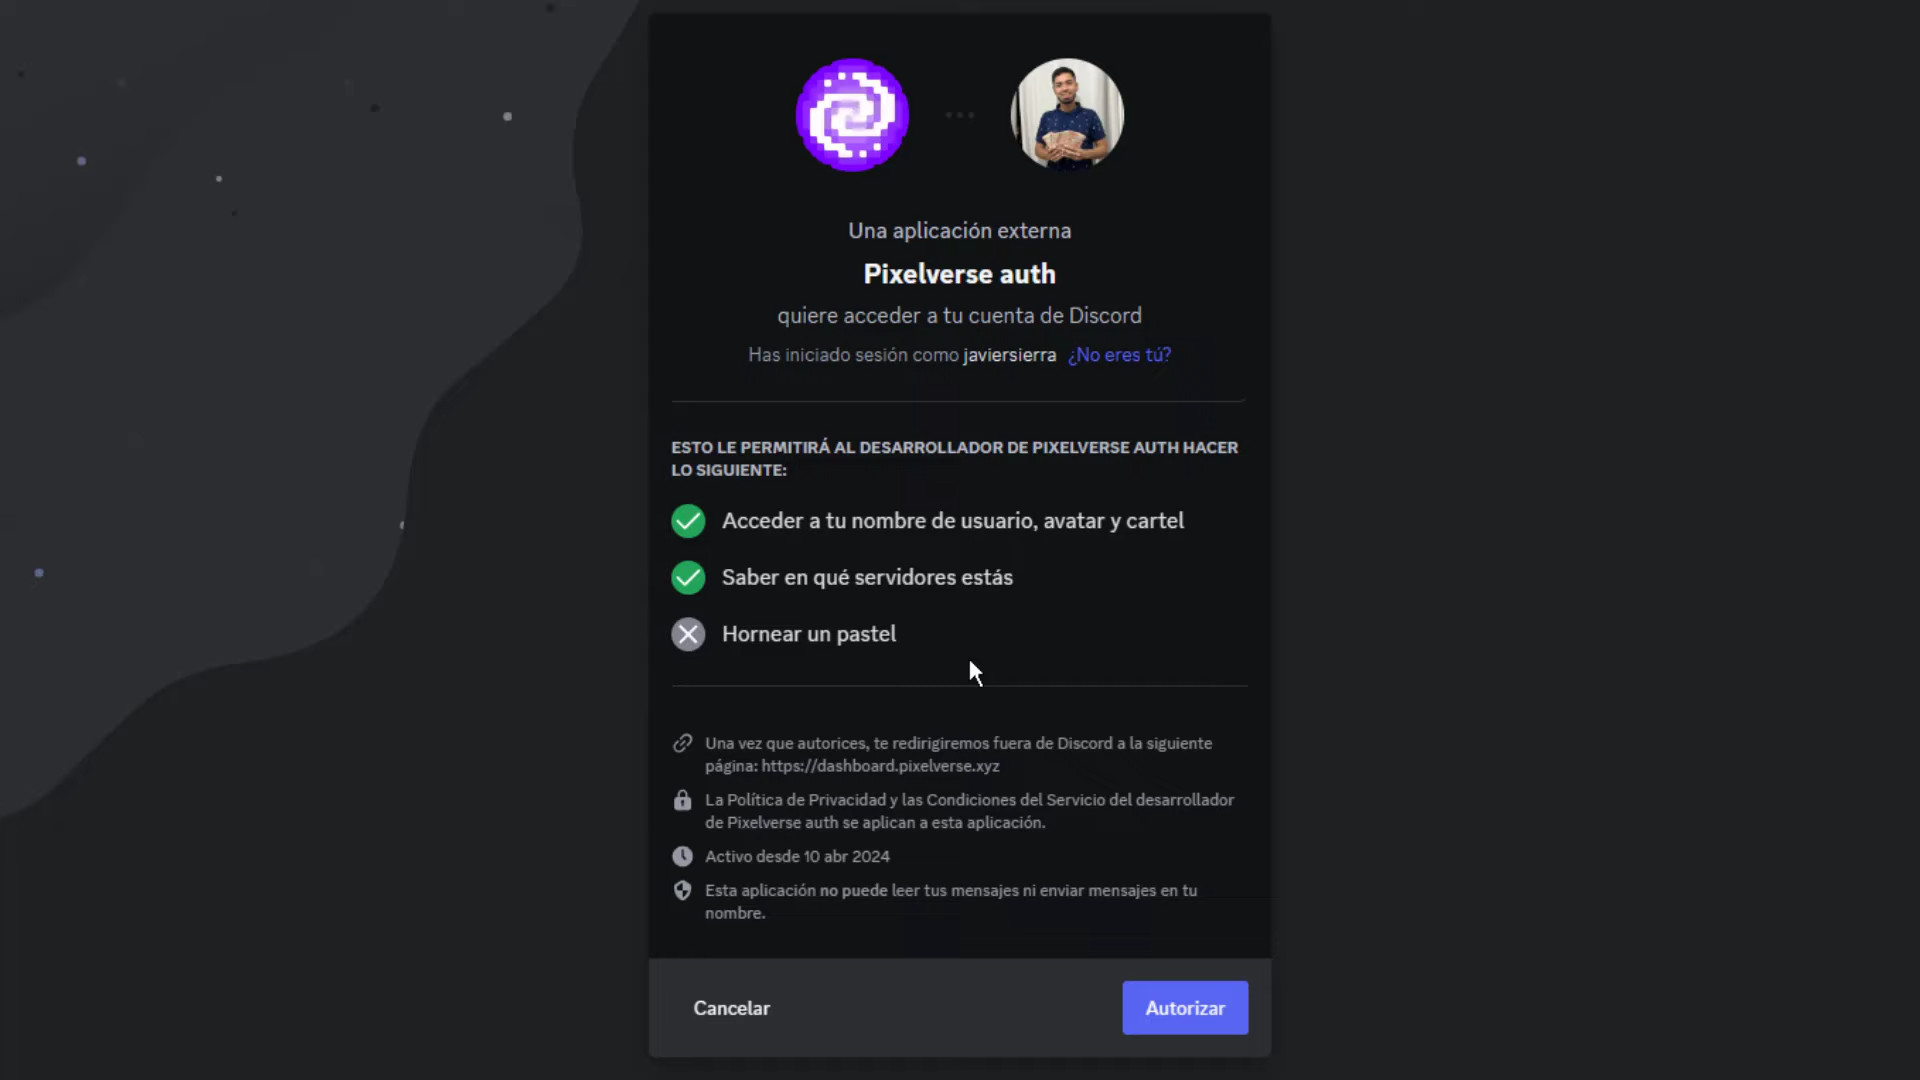 Una aplicación externa
Pixelverse auth
quiere acceder a tu cuenta de Discord
Has iniciado sesión como javiersierra ¿No eres tú?
ESTO LE PERMITIRÁ AL DESARROLLADOR DE PIXELVERSE AUTH HACER
LO SIGUIENTE:
Acceder a tu nombre de usuario, avatar y cartel
Saber en qué servidores estás
Hornear un pastel
Una vez que autorices, te redirigiremos fuera de Discord a la siguiente
página: https://dashboard.pixelverse.xyz
La Política de Privacidad y las Condiciones del Servicio del desarrollador
de Pixelverse auth se aplican a esta aplicación.
Activo desde 10 abr 2024
Esta aplicación no puede leer tus mensajes ni enviar mensajes en tu
nombre.
Cancelar
Autorizar